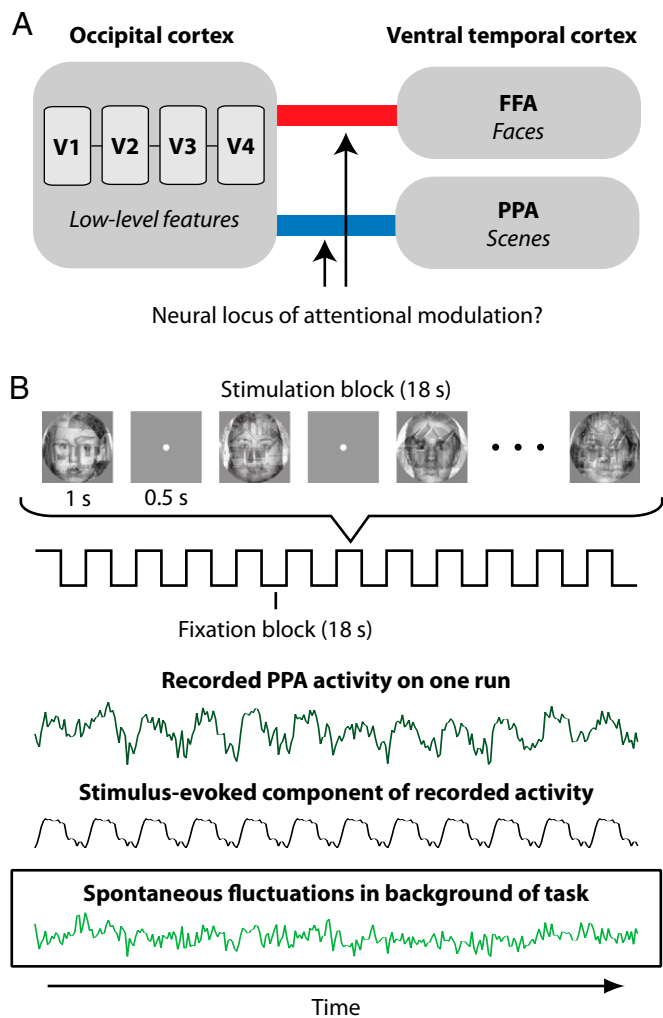 A
Occipital cortex
Ventral temporal cortex
V1 V2 V3 V4
Low-level features
FFA
Faces
PPA
Scenes
Neural locus of attentional modulation?
B
Stimulation block (18 s)
1 s
0.5 s
Fixation block (18 s)
Recorded PPA activity on one run
Stimulus-evoked component of recorded activity
Spontaneous fluctuations in background of task
Time